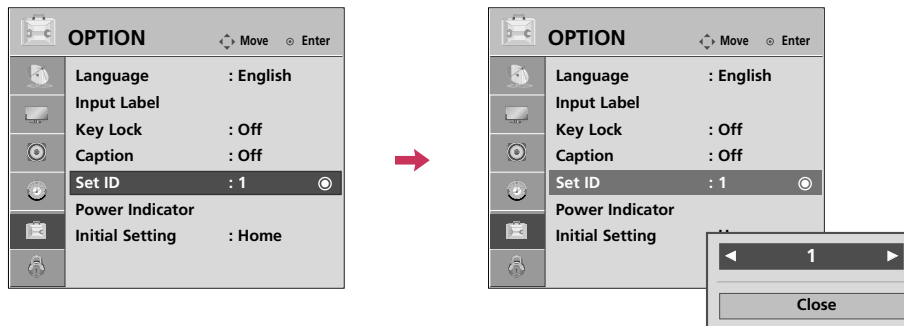 OPTION Move Enter
Language : English
Input Label
Key Lock : Off
Caption : Off
Set ID : 1
Power Indicator
Initial Setting : Home
OPTION Move Enter
Language : English
Input Label
Key Lock : Off
Caption : Off
Set ID : 1
Power Indicator
Initial Setting
1
Close